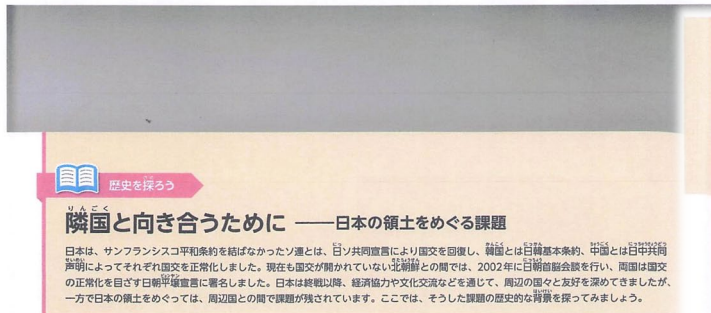 歴史を探ろう
隣国と向き合うために ――日本の領土をめぐる課題
日本は、サンフランシスコ平和条約を結ばなかったソ連とは、日ソ共同宣言により国交を回復し、韓国とは日韓基本条約、中国とは日中共同
声明によってそれぞれ国交を正常化しました。現在も国交が開かれていない北朝鮮との間では、2002年に日朝首脳会談を行い、両国は国交
の正常化を目ざす日朝平壌宣言に署名しました。日本は終戦以降、経済協力や文化交流などを通じて、周辺の国々と友好を深めてきましたが、
一方で日本の領土をめぐっては、周辺国との間で課題が残されています。ここでは、そうした課題の歴史的な背景を探ってみましょう。